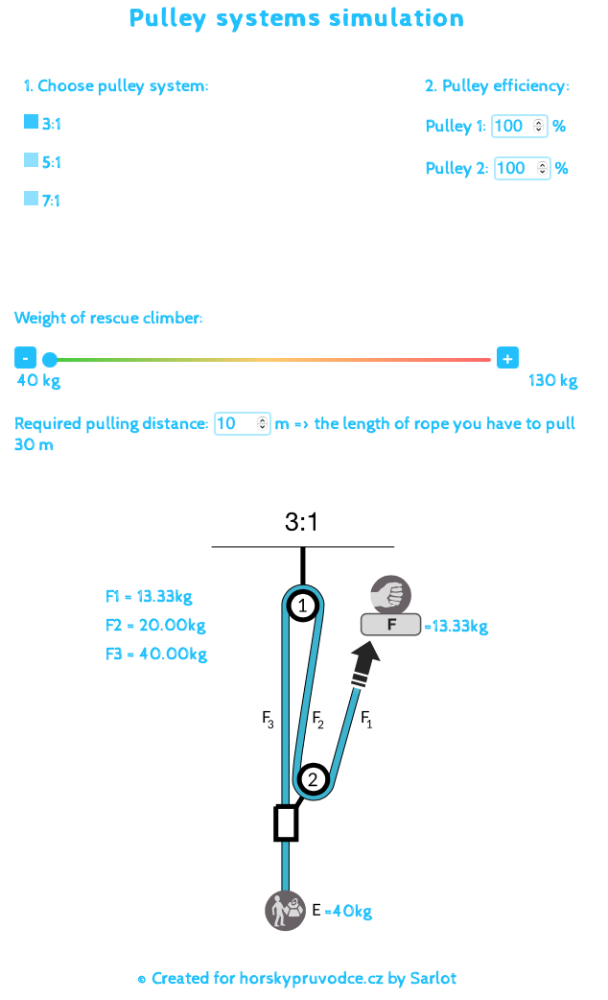 Pulley systems simulation
1. Choose pulley system:
2. Pulley efficiency:
3:1
Pulley 1: 100 %
5:1
Pulley 2: 100 %
7:1
Weight of rescue climber:
- +
40 kg 130 kg
Required pulling distance: 10 m => the length of rope you have to pull
30 m
3:1
F1 = 13.33kg
F2 = 20.00kg
F3 = 40.00kg
1
F =13.33kg
F3 F2 F1
2
E =40kg
© Created for horskypruvodce.cz by Sarlot